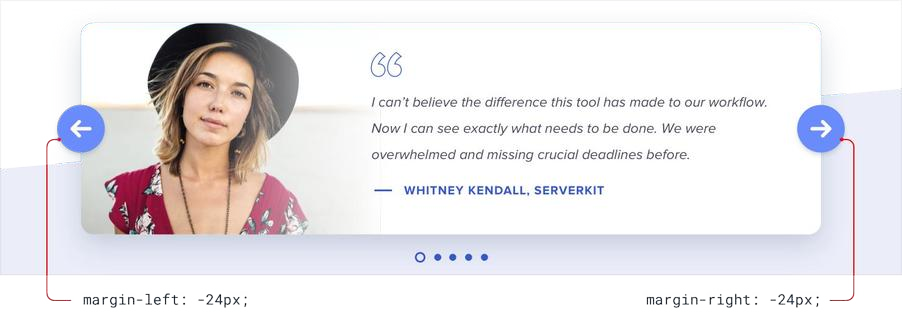 I can't believe the difference this tool has made to our workflow.
Now I can see exactly what needs to be done. We were
overwhelmed and missing crucial deadlines before.
— WHITNEY KENDALL, SERVERKIT
margin-left: -24px;
margin-right: -24px;